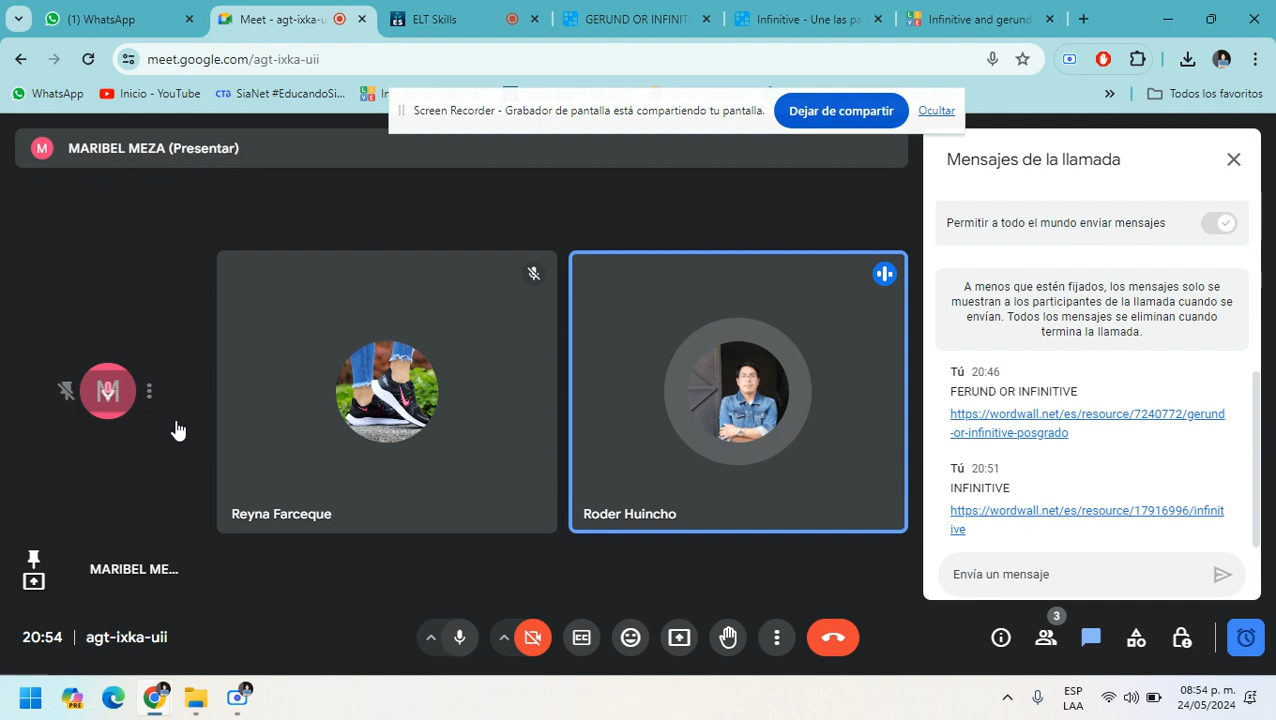 (1) WhatsApp
Meet - agt-ixka-u
ELT Skills
GERUND OR INFINIT
Infinitive - Une las pa
Infinitive and gerund
meet.google.com/agt-ixka-uii
WhatsApp
Inicio - YouTube
CTA SiaNet #EducandoSi...
Todos los favoritos
Screen Recorder - Grabador de pantalla está compartiendo tu pantalla.
Dejar de compartir
Ocultar
M
MARIBEL MEZA (Presentar)
Mensajes de la llamada
Permitir a todo el mundo enviar mensajes
A menos que estén fijados, los mensajes solo se
muestran a los participantes de la llamada cuando se
envían. Todos los mensajes se eliminan cuando
termina la llamada.
Tú 20:46
FERUND OR INFINITIVE
https://wordwall.net/es/resource/7240772/gerund
-or-infinitive-posgrado
Tú 20:51
INFINITIVE
https://wordwall.net/es/resource/17916996/infinit
ive
Envía un mensaje
M
Reyna Farceque
Roder Huincho
MARIBEL ME...
20:54 | agt-ixka-uii
3
PRE
ESP
LAA
08:54 p. m.
24/05/2024